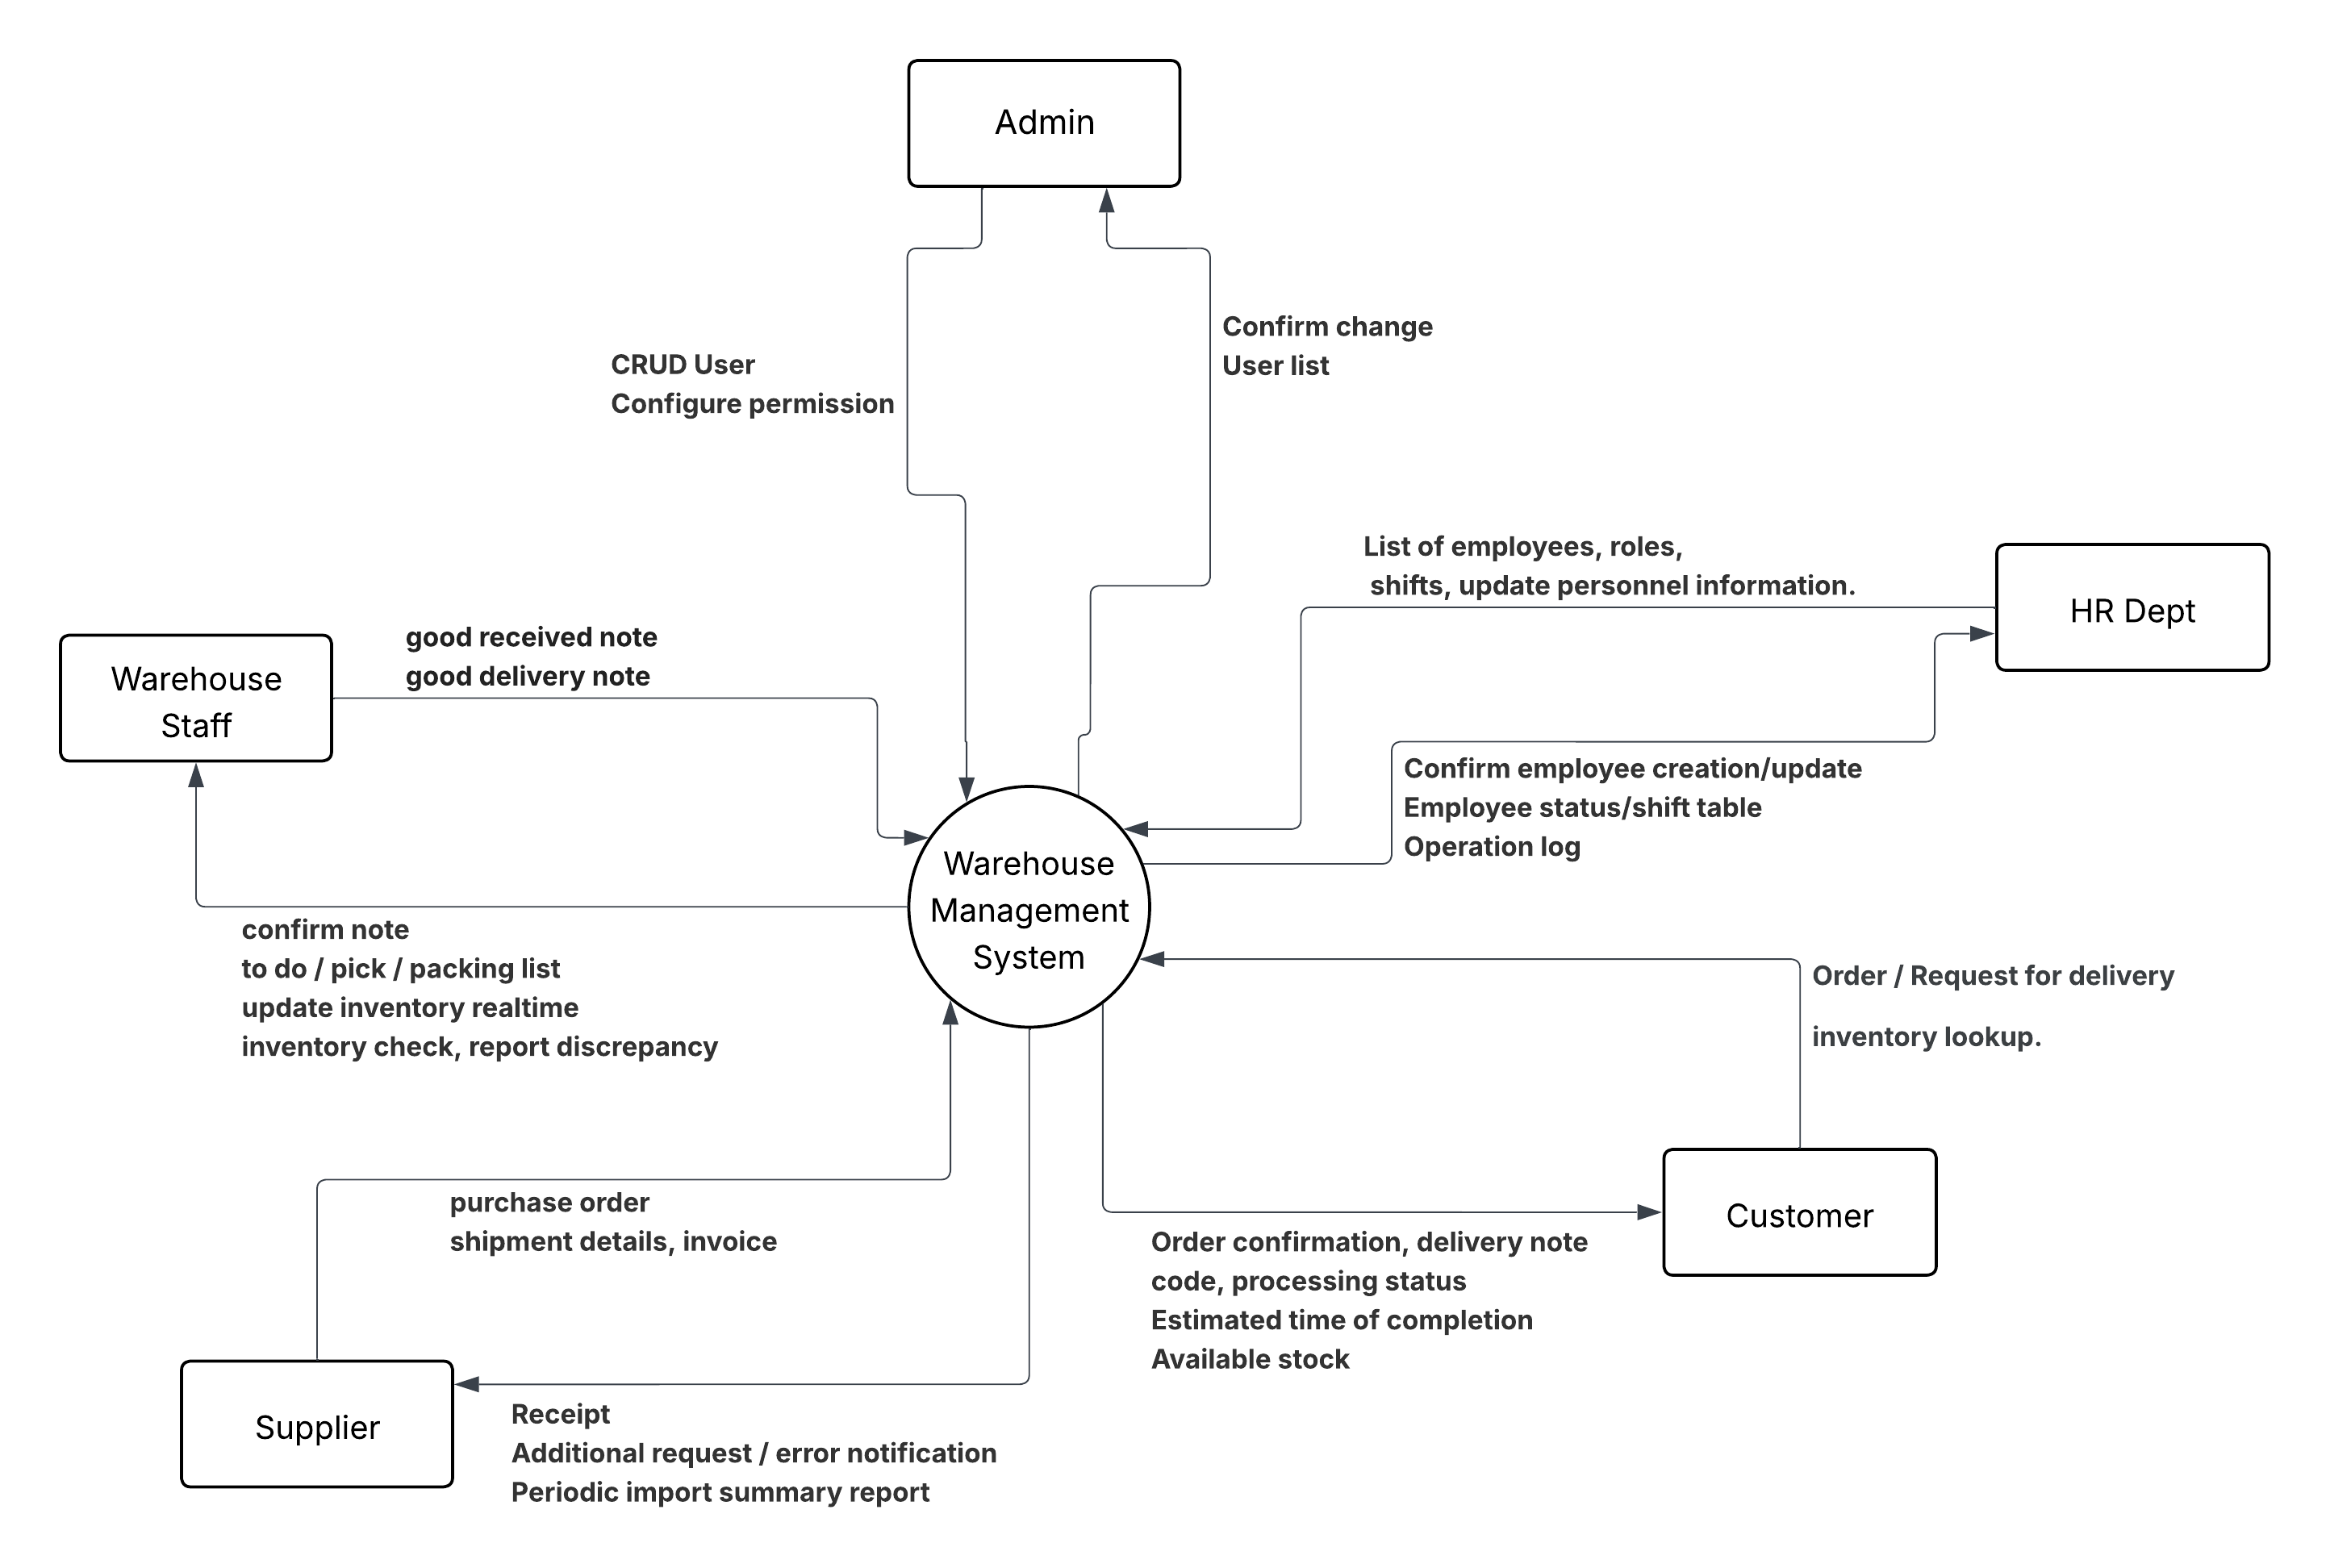 Admin
Confirm change
User list
CRUD User
Configure permission
List of employees, roles,
shifts, update personnel information.
HR Dept
good received note
good delivery note
Warehouse
Staff
Confirm employee creation/update
Employee status/shift table
Operation log
Warehouse
Management
System
confirm note
to do / pick / packing list
update inventory realtime
inventory check, report discrepancy
Order / Request for delivery
inventory lookup.
purchase order
shipment details, invoice
Customer
Order confirmation, delivery note
code, processing status
Estimated time of completion
Available stock
Supplier
Receipt
Additional request / error notification
Periodic import summary report